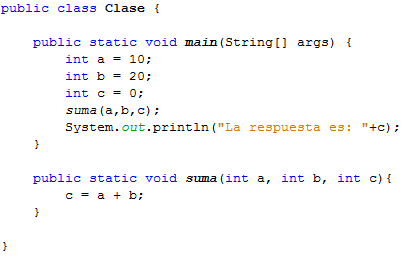 public class Clase {
public static void main(String[] args) {
int a = 10;
int b = 20;
int c = 0;
suma(a,b,c);
System.out.println("La respuesta es: "+c);
}
public static void suma(int a, int b, int c){
c = a + b;
}
}